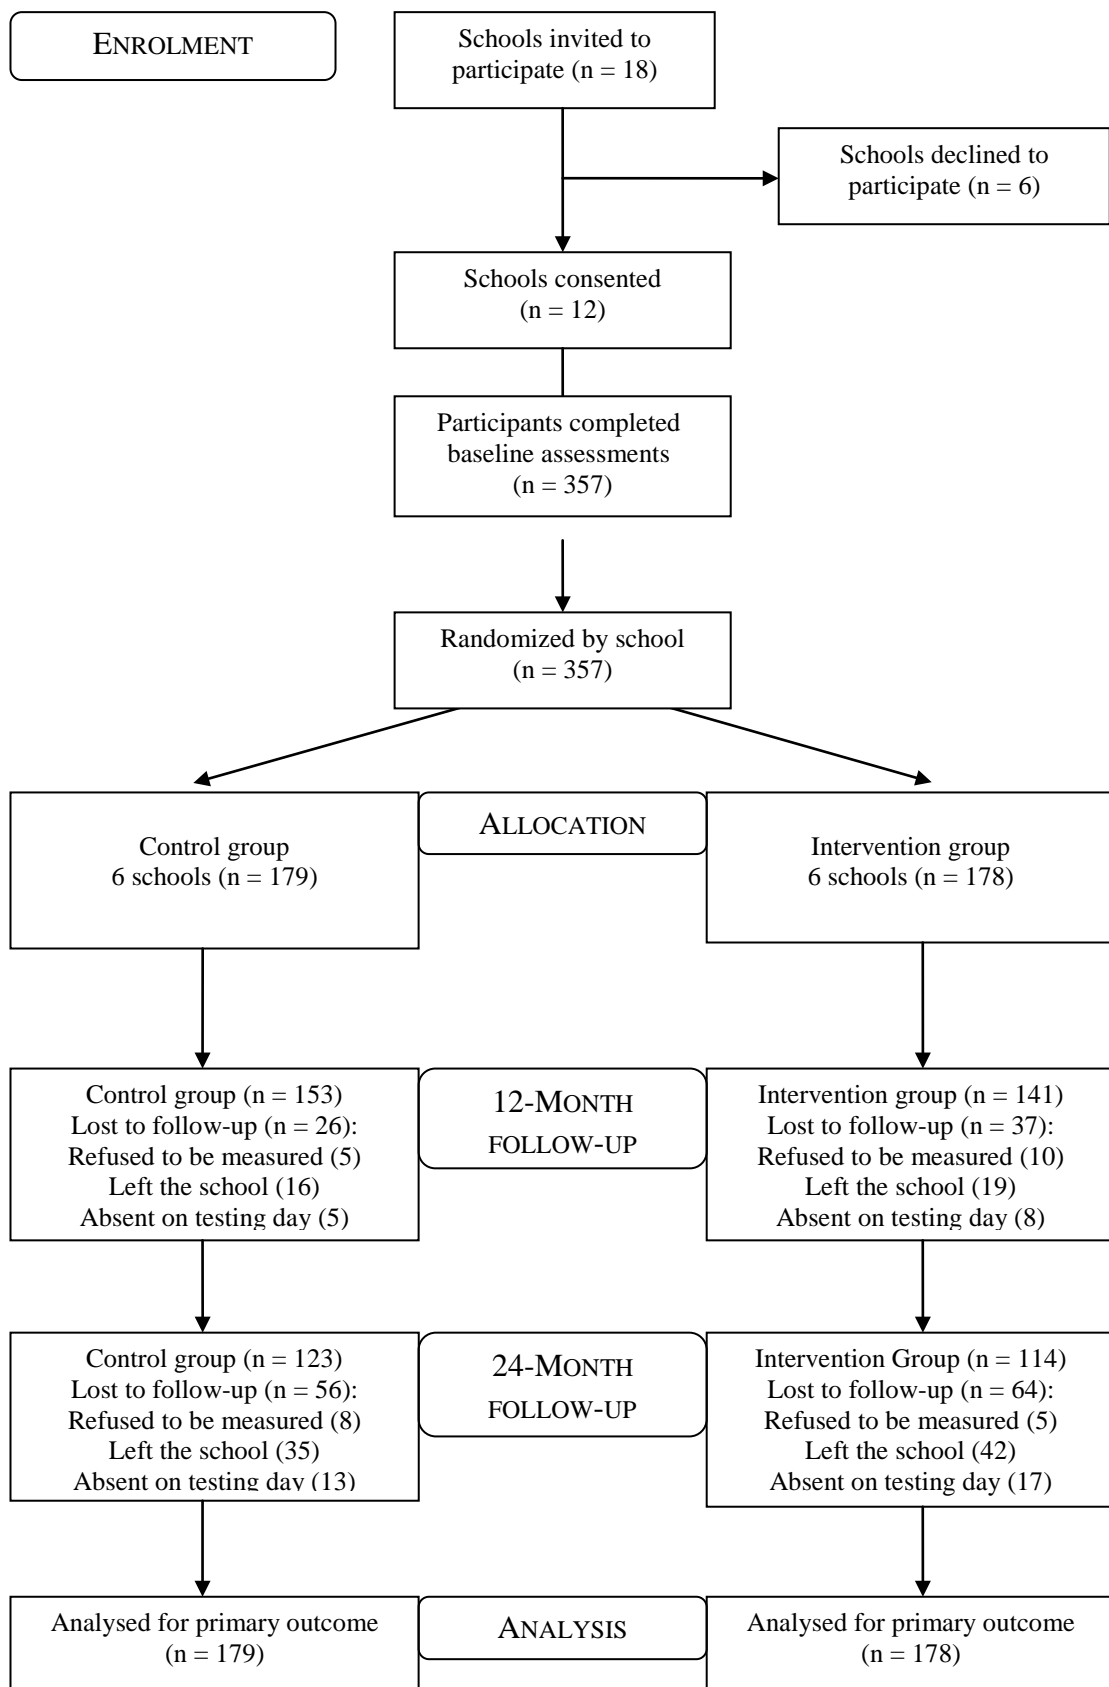 ENROLMENT
Schools invited to
participate (n = 18)
Schools declined to
participate (n = 6)
Schools consented
(n = 12)
Participants completed
baseline assessments
(n = 357)
Randomized by school
(n = 357)
Control group
6 schools (n = 179)
ALLOCATION
Intervention group
6 schools (n = 178)
Control group (n = 153)
Lost to follow-up (n = 26):
Refused to be measured (5)
Left the school (16)
Absent on testing day (5)
12-MONTH
FOLLOW-UP
Intervention group (n = 141)
Lost to follow-up (n = 37):
Refused to be measured (10)
Left the school (19)
Absent on testing day (8)
Control group (n = 123)
Lost to follow-up (n = 56):
Refused to be measured (8)
Left the school (35)
Absent on testing day (13)
24-MONTH
FOLLOW-UP
Intervention Group (n = 114)
Lost to follow-up (n = 64):
Refused to be measured (5)
Left the school (42)
Absent on testing day (17)
Analysed for primary outcome
(n = 179)
ANALYSIS
Analysed for primary outcome
(n = 178)